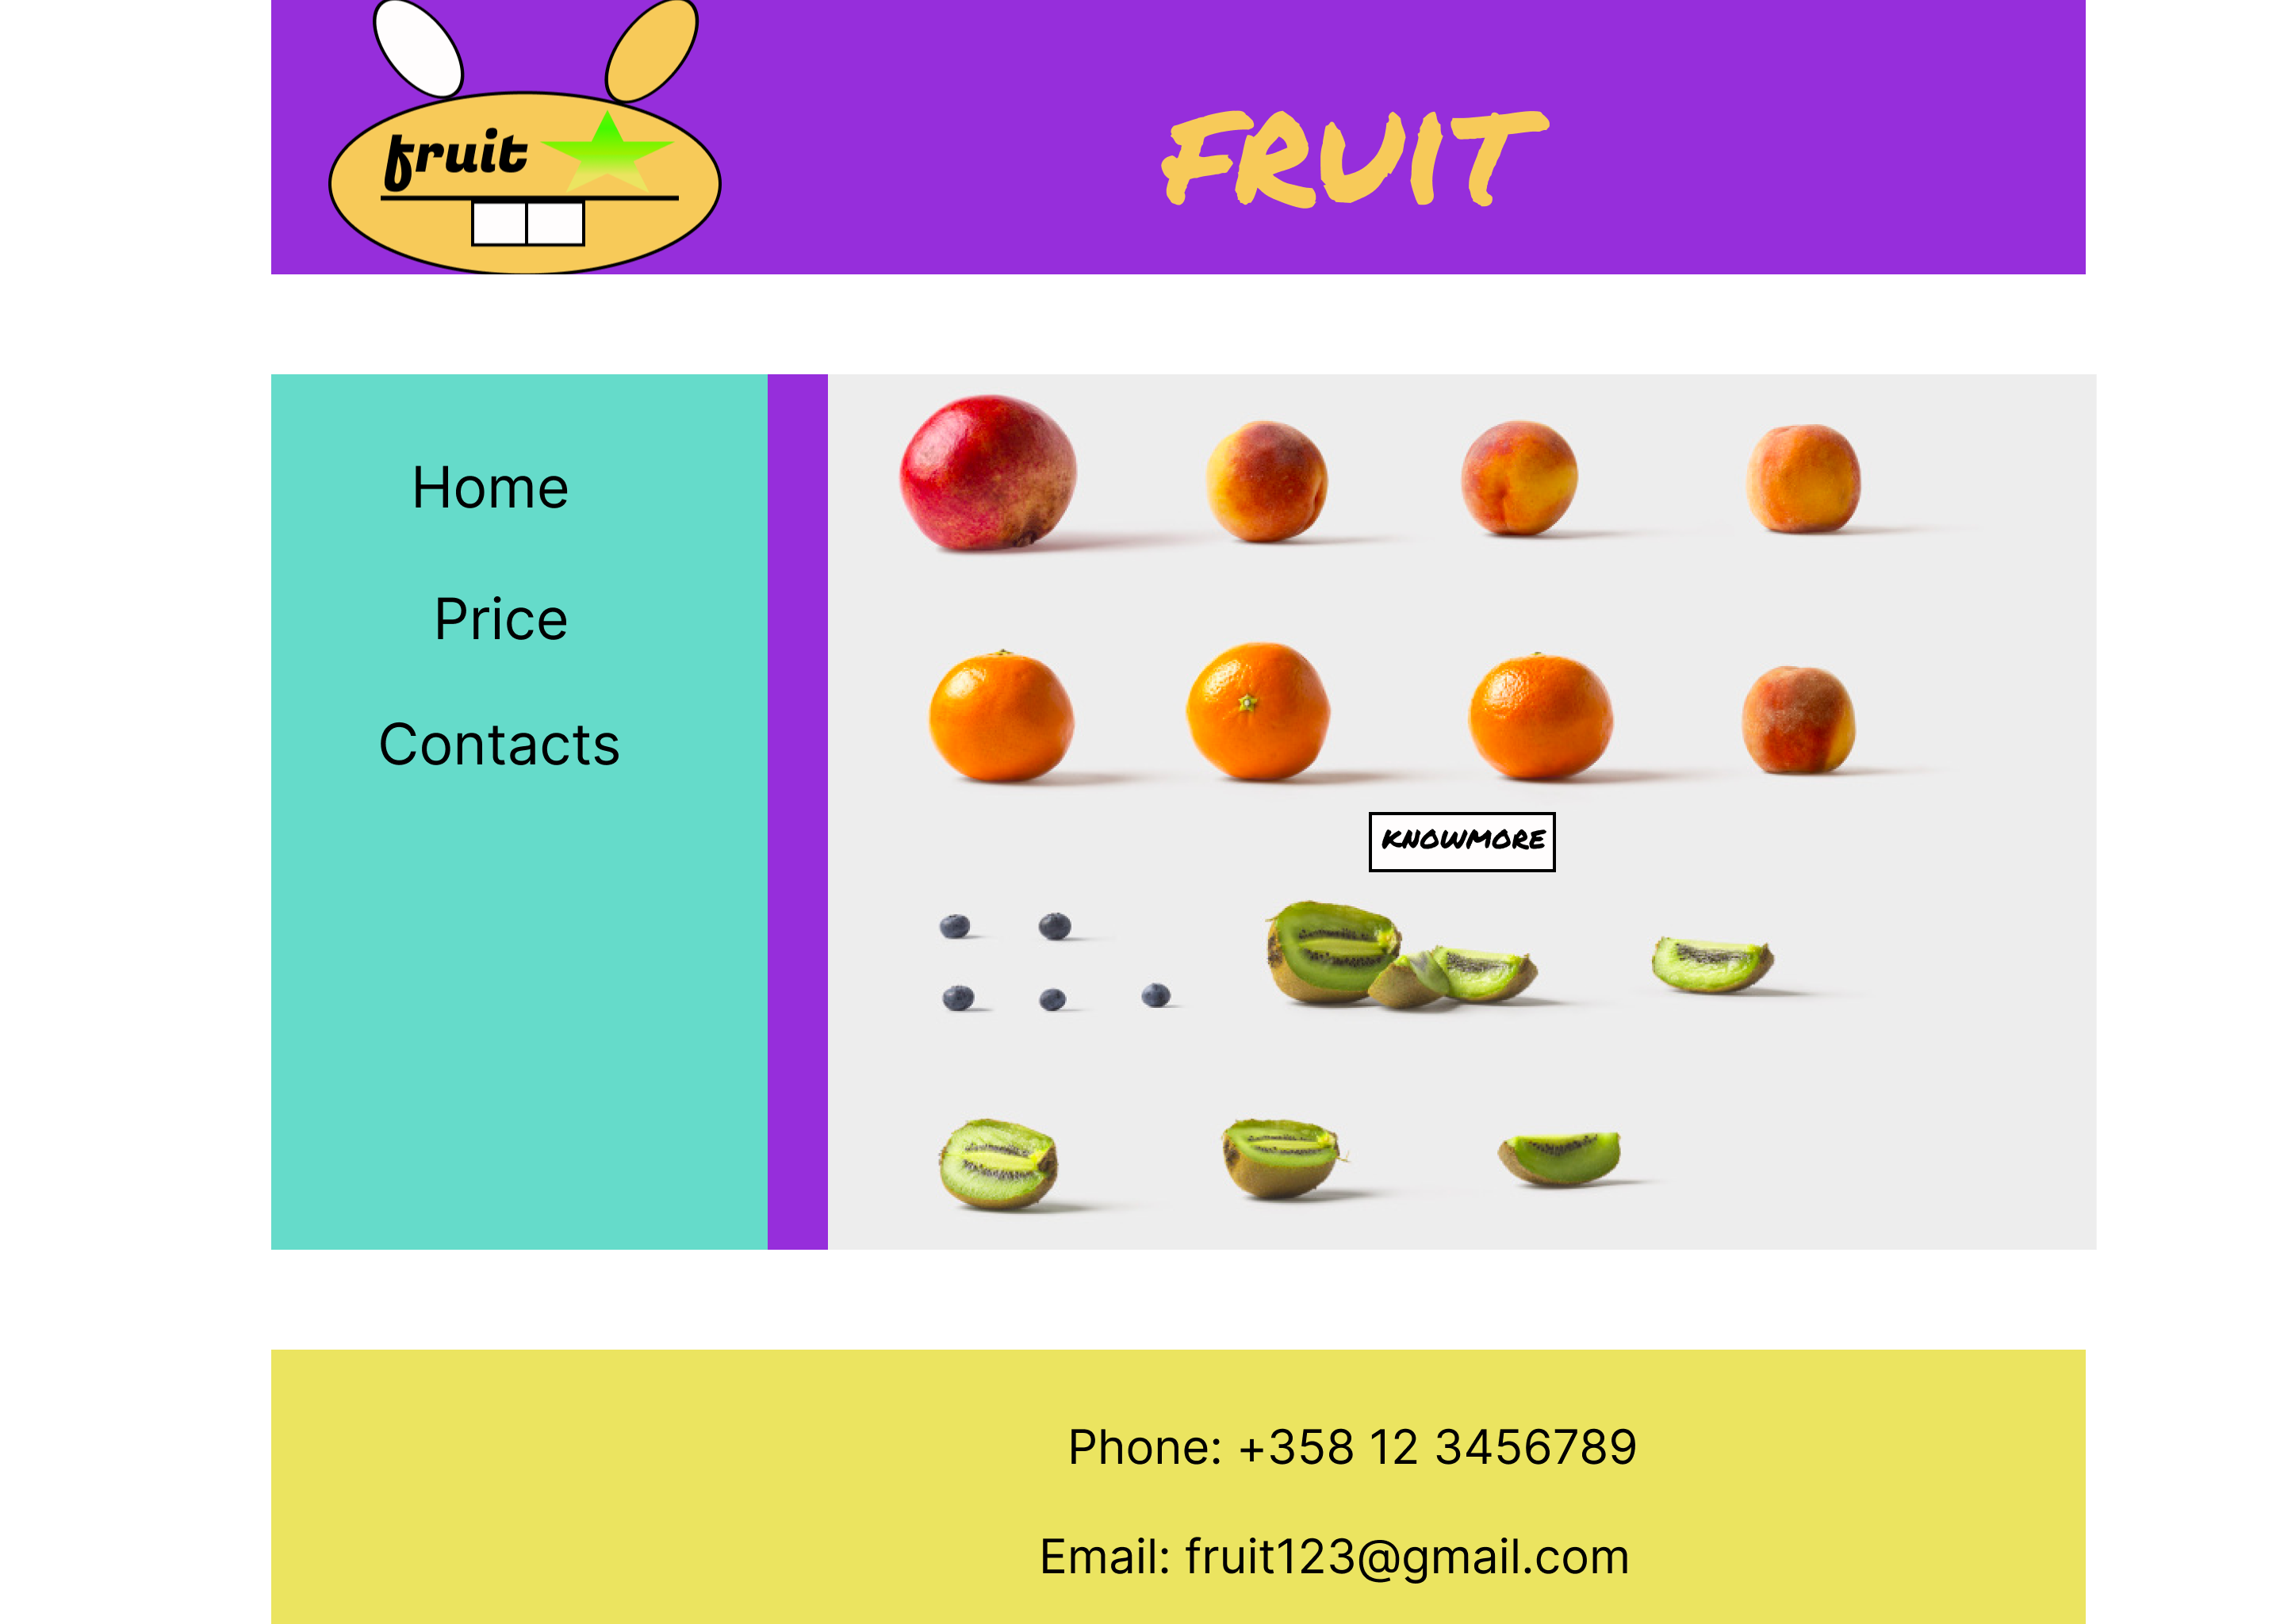 fruit
FRUIT
Home
Price
Contacts
KNOWMORE
Phone: +358 12 3456789
Email: fruit123@gmail.com